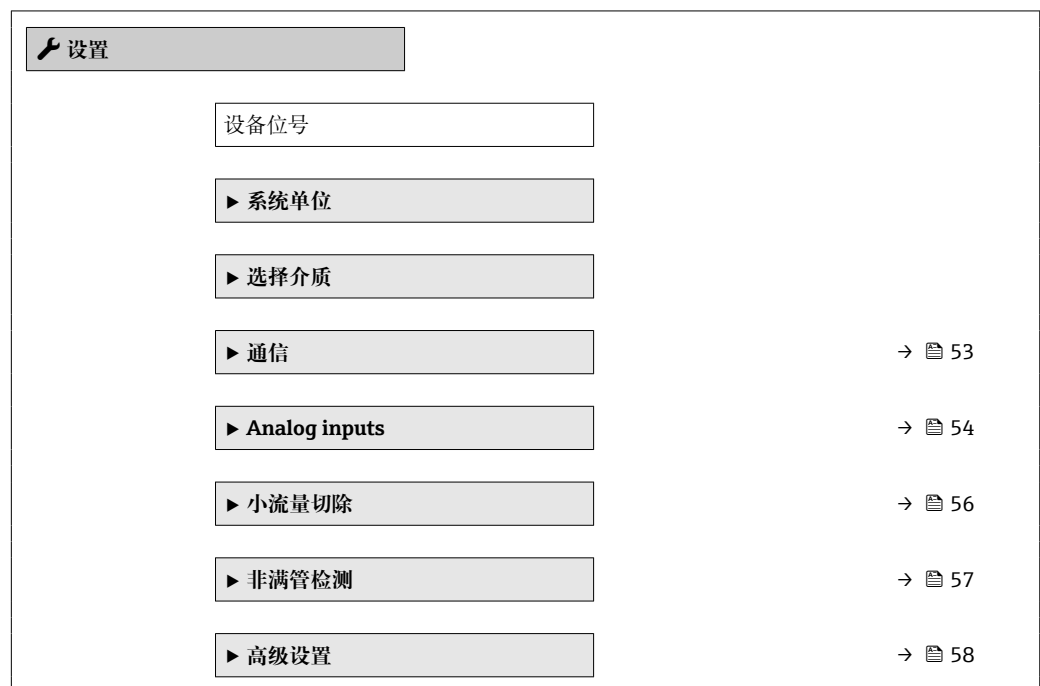 设置
设备位号
▶ 系统单位
▶ 选择介质
▶ 通信 → 53
▶ Analog inputs → 54
▶ 小流量切除 → 56
▶ 非满管检测 → 57
▶ 高级设置 → 58